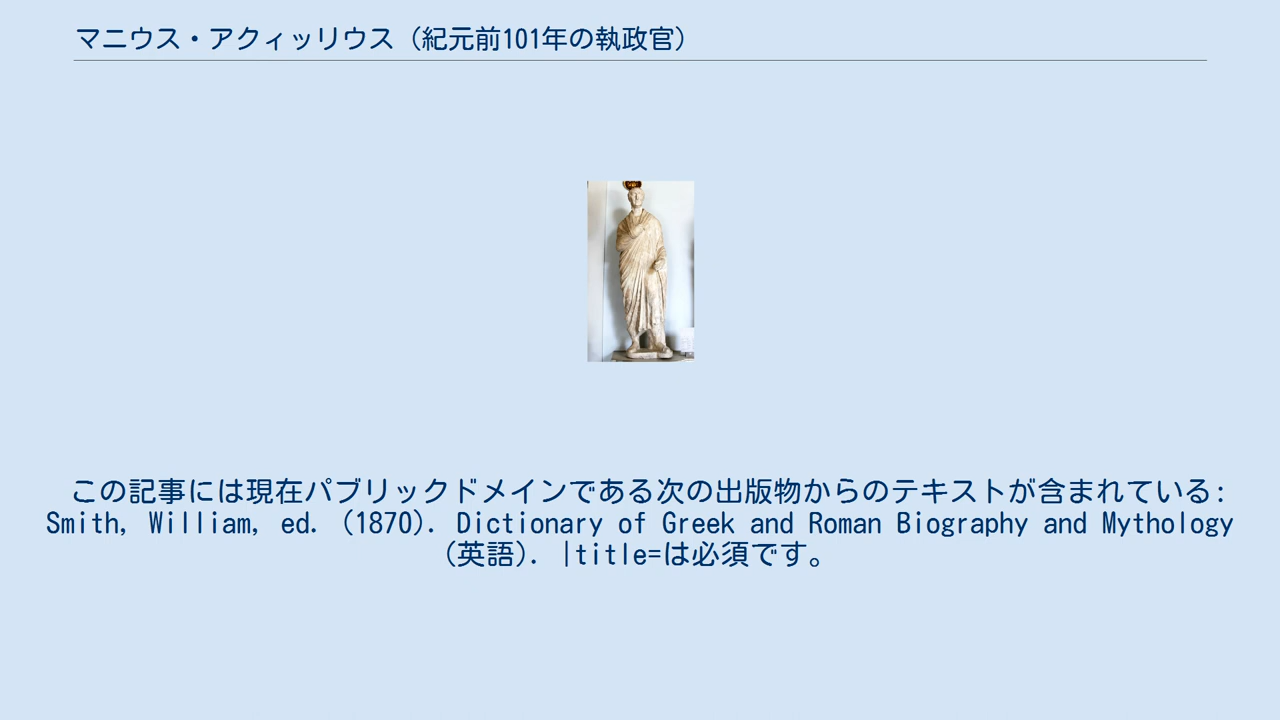 マニウス・アクィッリウス（紀元前101年の執政官）
この記事には現在パブリックドメインである次の出版物からのテキストが含まれている:
Smith, William, ed. (1870). Dictionary of Greek and Roman Biography and Mythology
(英語). |title=は必須です。